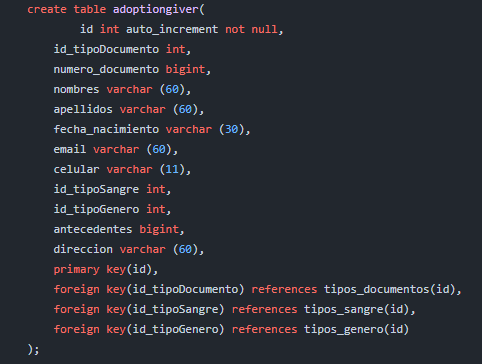 create table adoptiongiver(
id int auto_increment not null,
id_tipoDocumento int,
numero_documento bigint,
nombres varchar (60),
apellidos varchar (60),
fecha_nacimiento varchar (30),
email varchar (60),
celular varchar (11),
id_tipoSangre int,
id_tipoGenero int,
antecedentes bigint,
direccion varchar (60),
primary key(id),
foreign key(id_tipoDocumento) references tipos_documentos(id),
foreign key(id_tipoSangre) references tipos_sangre(id),
foreign key(id_tipoGenero) references tipos_genero(id)
);